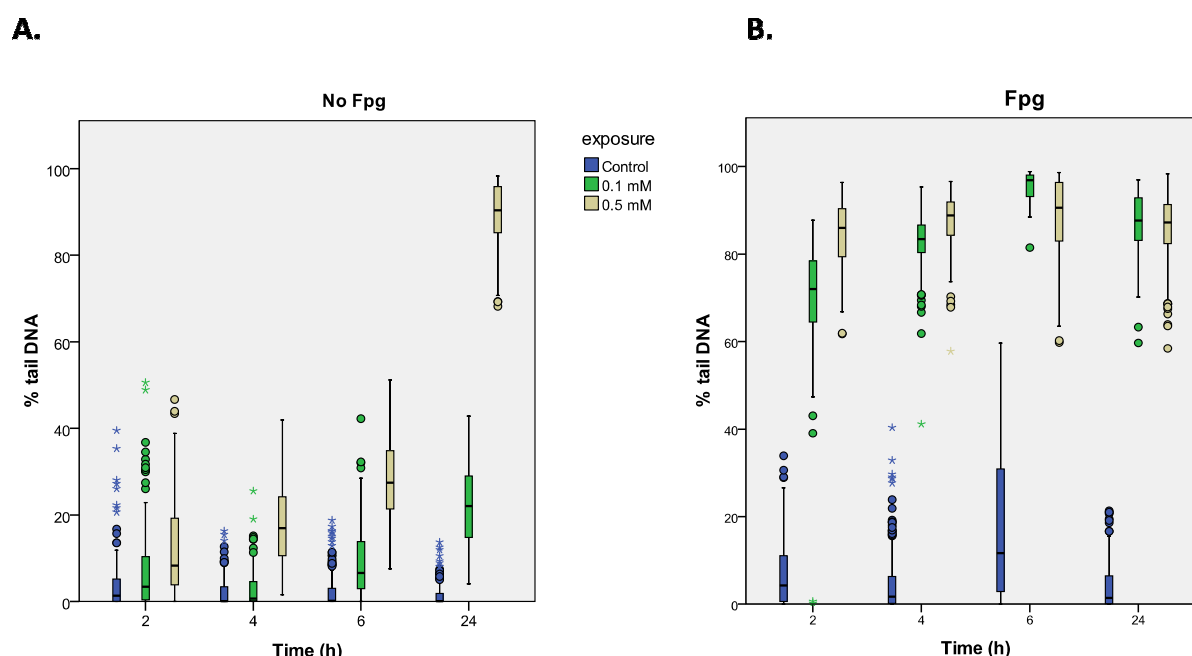 A.
B.
No Fpg
Fpg
exposure
Control
0.1 mM
0.5 mM
100
80
60
40
20
0
% tail DNA
2 4 6 24
Time (h)
100
80
60
40
20
0
% tail DNA
2 4 6 24
Time (h)